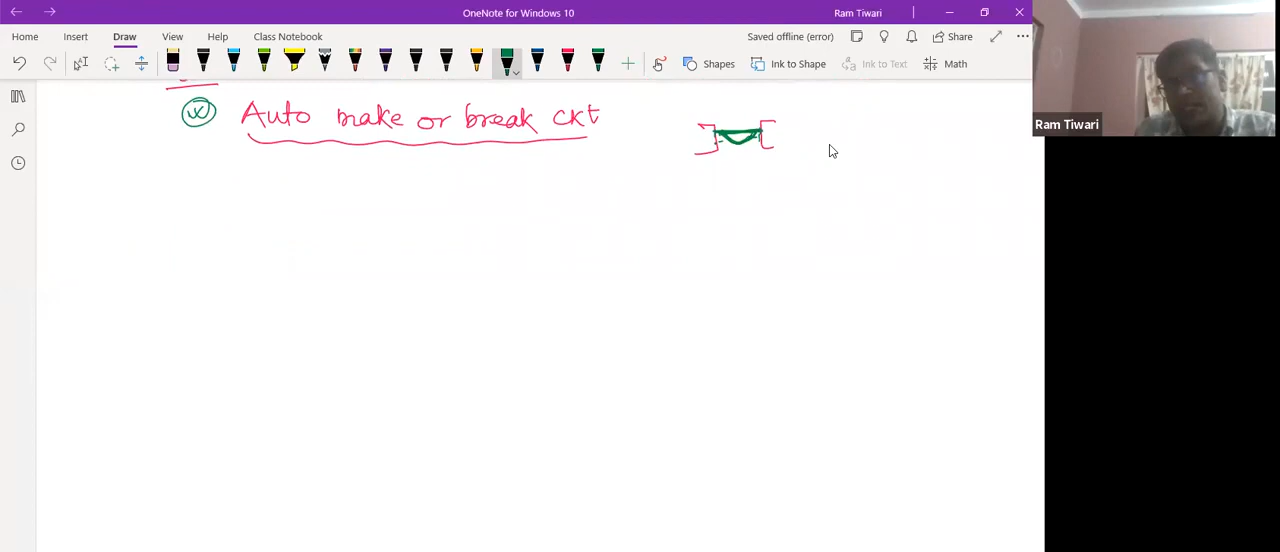 OneNote for Windows 10
Ram Tiwari
Home Insert Draw View Help Class Notebook
Saved offline (error) Share
Shapes Ink to Shape Ink to Text Math
Auto make or break ckt
Ram Tiwari